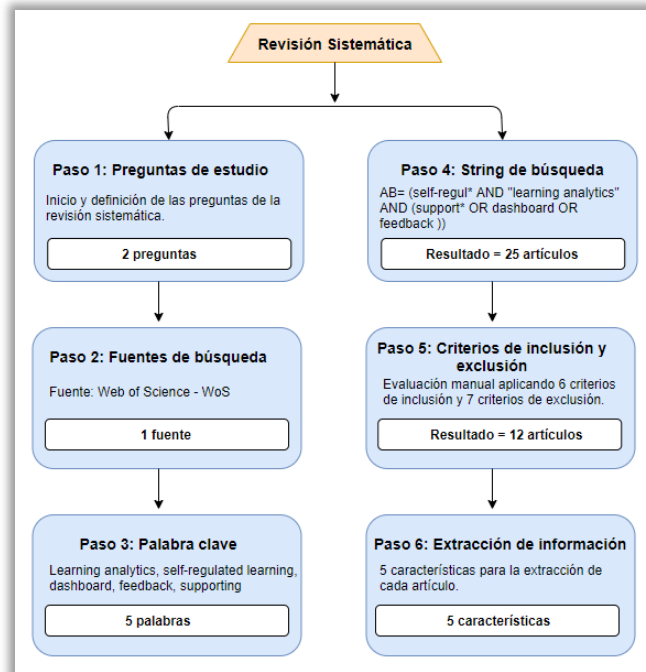 Revisión Sistemática
Paso 1: Preguntas de estudio
Inicio y definición de las preguntas de la
revisión sistemática.
2 preguntas
Paso 2: Fuentes de búsqueda
Fuente: Web of Science - WoS
1 fuente
Paso 3: Palabra clave
Learning analytics, self-regulated learning,
dashboard, feedback, supporting
5 palabras
Paso 4: String de búsqueda
AB= (self-regul* AND "learning analytics"
AND (support* OR dashboard OR
feedback ))
Resultado = 25 artículos
Paso 5: Criterios de inclusión y
exclusión
Evaluación manual aplicando 6 criterios
de inclusión y 7 criterios de exclusión.
Resultado = 12 artículos
Paso 6: Extracción de información
5 características para la extracción de
cada artículo.
5 características